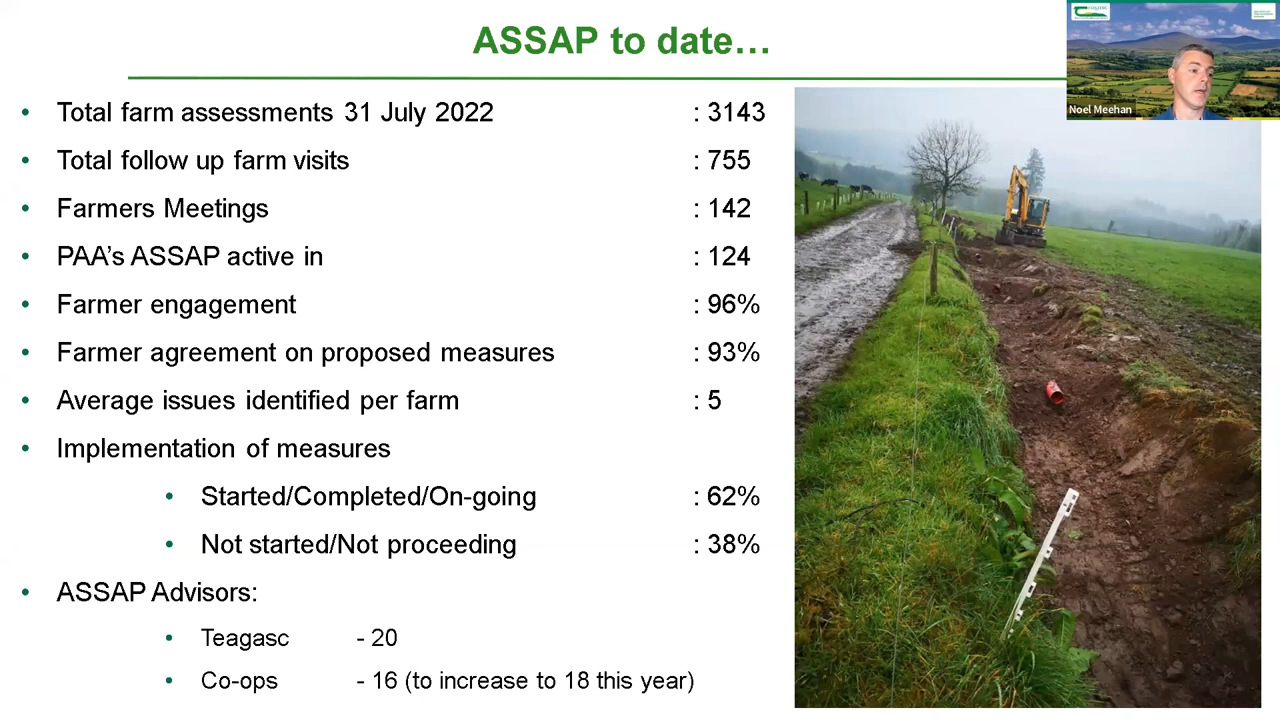 ASSAP to date…
Noel Meehan
• Total farm assessments 31 July 2022 : 3143
• Total follow up farm visits : 755
• Farmers Meetings : 142
• PAA's ASSAP active in : 124
• Farmer engagement : 96%
• Farmer agreement on proposed measures : 93%
• Average issues identified per farm : 5
• Implementation of measures
• Started/Completed/On-going : 62%
• Not started/Not proceeding : 38%
• ASSAP Advisors:
• Teagasc - 20
• Co-ops - 16 (to increase to 18 this year)